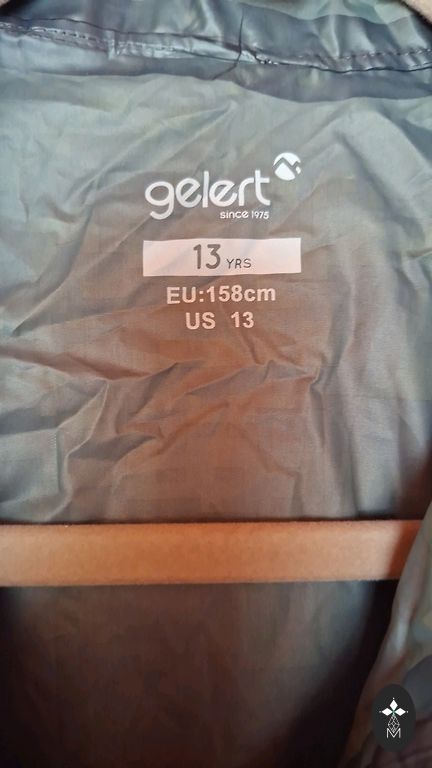 gelert
since 1975
13 YRS
EU:158cm
US 13
M